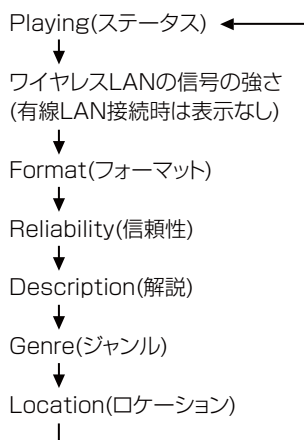 Playing(ステータス)
ワイヤレスLANの信号の強さ
(有線LAN接続時は表示なし)
Format(フォーマット)
Reliability(信頼性)
Description(解説)
Genre(ジャンル)
Location(ロケーション)